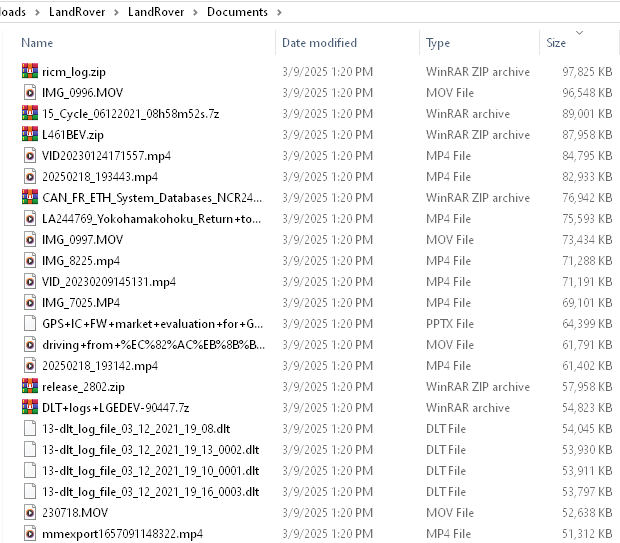 loads > LandRover > LandRover > Documents >
Name Date modified Type Size
ricm_log.zip 3/9/2025 1:20 PM WinRAR ZIP archive 97,825 KB
IMG_0996.MOV 3/9/2025 1:20 PM MOV File 96,548 KB
15_Cycle_06122021_08h58m52s.7z 3/9/2025 1:20 PM WinRAR archive 89,001 KB
L461BEV.zip 3/9/2025 1:20 PM WinRAR ZIP archive 87,958 KB
VID20230124171557.mp4 3/9/2025 1:20 PM MP4 File 84,795 KB
20250218_193443.mp4 3/9/2025 1:20 PM MP4 File 82,933 KB
CAN_FR_ETH_System_Databases_NCR24... 3/9/2025 1:20 PM WinRAR ZIP archive 76,942 KB
LA244769_Yokohamakohoku_Return+to... 3/9/2025 1:20 PM MP4 File 75,593 KB
IMG_0997.MOV 3/9/2025 1:20 PM MOV File 73,434 KB
IMG_8225.mp4 3/9/2025 1:20 PM MP4 File 71,288 KB
VID_20230209145131.mp4 3/9/2025 1:20 PM MP4 File 71,191 KB
IMG_7025.MP4 3/9/2025 1:20 PM MP4 File 69,101 KB
GPS+IC+FW+market+evaluation+for+G... 3/9/2025 1:20 PM PPTX File 64,399 KB
driving+from+%EC%82%AC%EB%8B%B... 3/9/2025 1:20 PM MOV File 61,791 KB
20250218_193142.mp4 3/9/2025 1:20 PM MP4 File 61,402 KB
release_2802.zip 3/9/2025 1:20 PM WinRAR ZIP archive 57,958 KB
DLT+logs+LGEDEV-90447.7z 3/9/2025 1:20 PM WinRAR archive 54,823 KB
13-dlt_log_file_03_12_2021_19_08.dlt 3/9/2025 1:20 PM DLT File 54,045 KB
13-dlt_log_file_03_12_2021_19_13_0002.dlt 3/9/2025 1:20 PM DLT File 53,930 KB
13-dlt_log_file_03_12_2021_19_10_0001.dlt 3/9/2025 1:20 PM DLT File 53,911 KB
13-dlt_log_file_03_12_2021_19_16_0003.dlt 3/9/2025 1:20 PM DLT File 53,797 KB
230718.MOV 3/9/2025 1:20 PM MOV File 52,638 KB
mmexport1657091148322.mp4 3/9/2025 1:20 PM MP4 File 51,312 KB